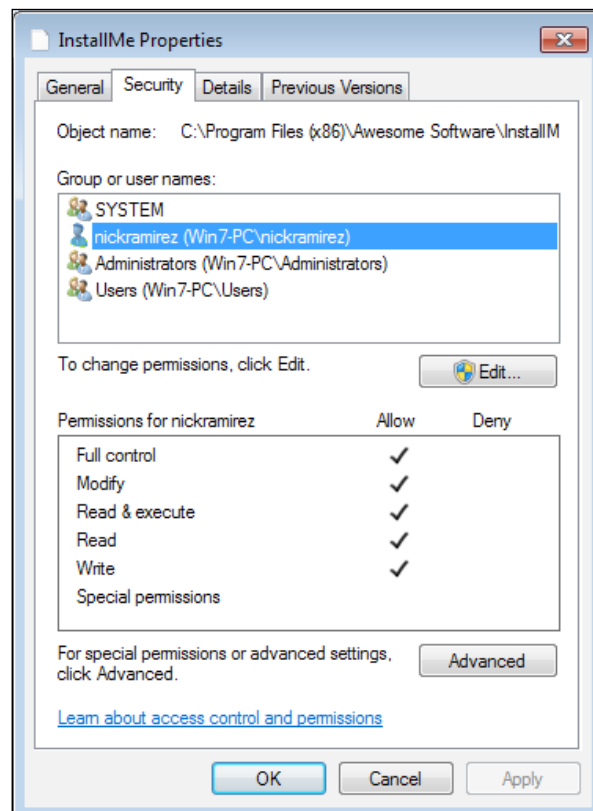 InstallMe Properties
General Security Details Previous Versions
Object name: C:\Program Files (x86)\Awesome Software\InstallM
Group or user names:
SYSTEM
nickramirez (Win7-PC\nickramirez)
Administrators (Win7-PC\Administrators)
Users (Win7-PC\Users)
To change permissions, click Edit.
Edit...
Permissions for nickramirez Allow Deny
Full control
Modify
Read & execute
Read
Write
Special permissions
For special permissions or advanced settings,
click Advanced.
Advanced
Learn about access control and permissions
OK Cancel Apply